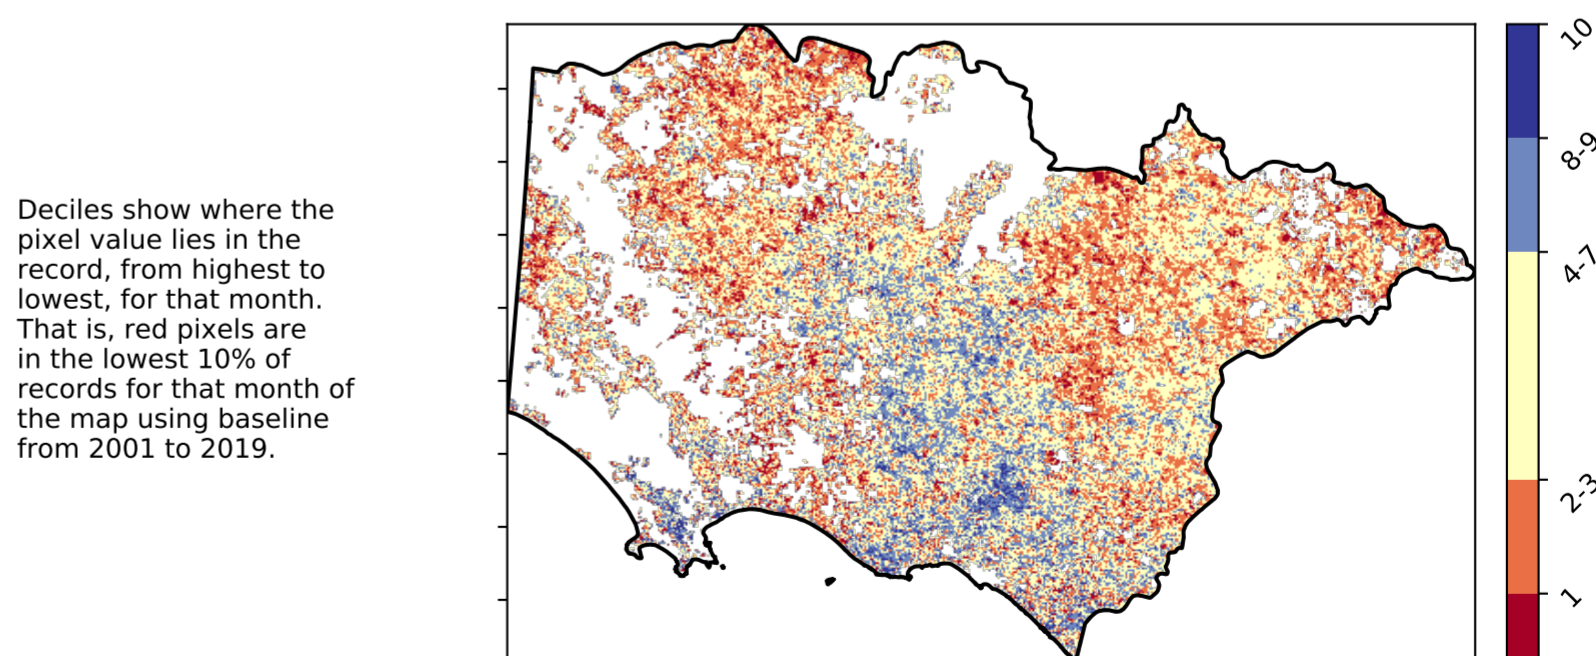 Deciles show where the
pixel value lies in the
record, from highest to
lowest, for that month.
That is, red pixels are
in the lowest 10% of
records for that month of
the map using baseline
from 2001 to 2019.
10
8-9
4-7
2-3
1